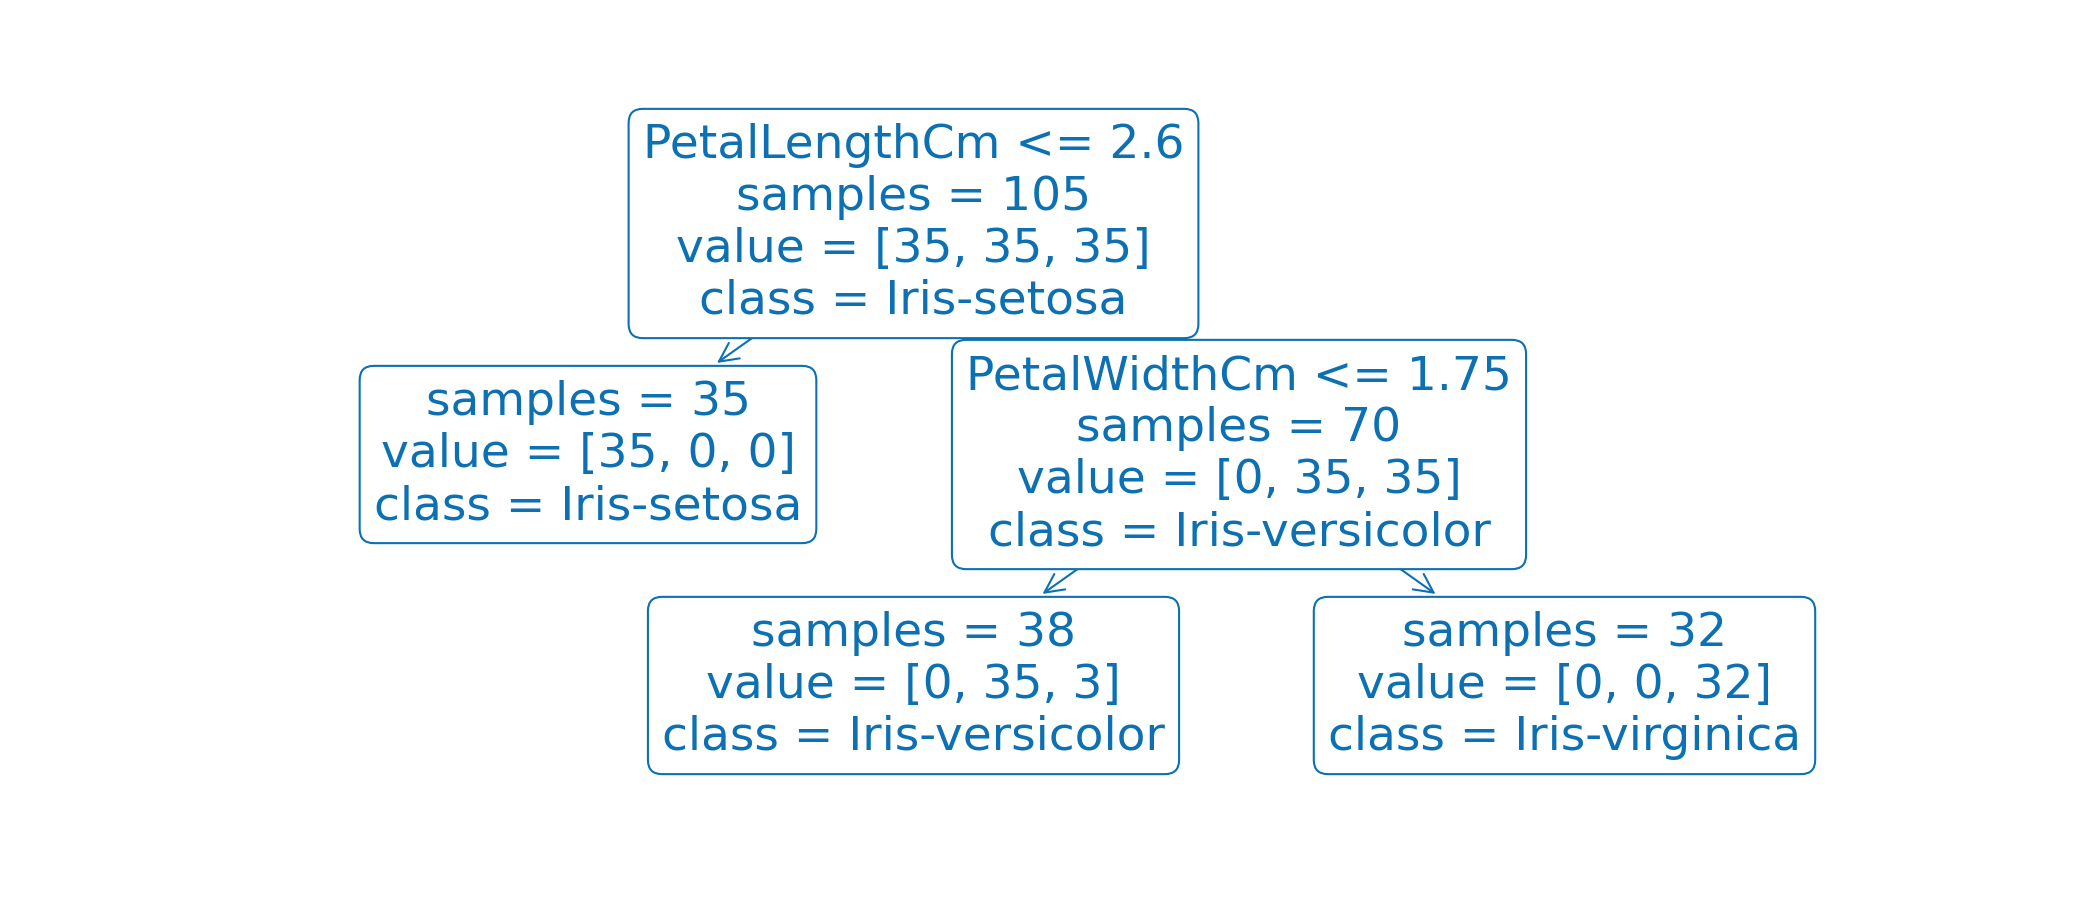 PetalLengthCm <= 2.6
samples = 105
value = [35, 35, 35]
class = Iris-setosa
samples = 35
value = [35, 0, 0]
class = Iris-setosa
PetalWidthCm <= 1.75
samples = 70
value = [0, 35, 35]
class = Iris-versicolor
samples = 38
value = [0, 35, 3]
class = Iris-versicolor
samples = 32
value = [0, 0, 32]
class = Iris-virginica